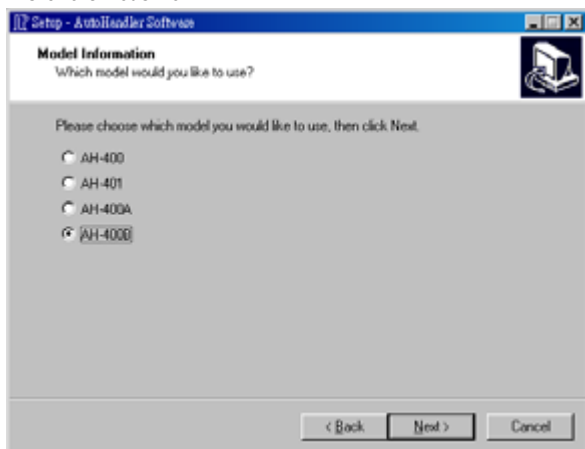 Setup - AutoHandler Software
Model Information
Which model would you like to use?
Please choose which model you would like to use, then click Next.
AH-400
AH-401
AH-400A
AH-400B
< Back
Next >
Cancel